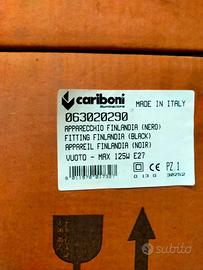 cariboni
illuminazione
MADE IN ITALY
063020290
APPARECCHIO FINLANDIA (NERO)
FITTING FINLANDIA (BLACK)
APPAREIL FINLANDIA (NOIR)
VUOTO - MAX 125W E27
PZ.1
30252
subito